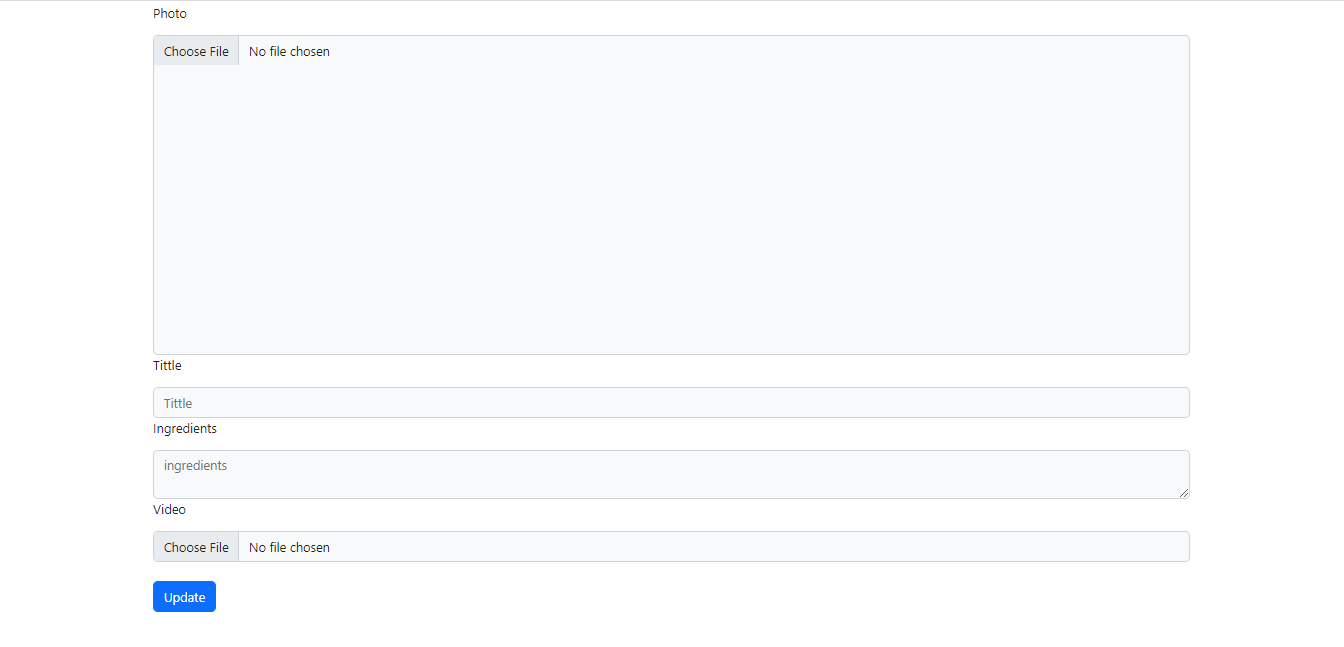 Photo
Choose File No file chosen
Tittle
Tittle
Ingredients
ingredients
Video
Choose File No file chosen
Update